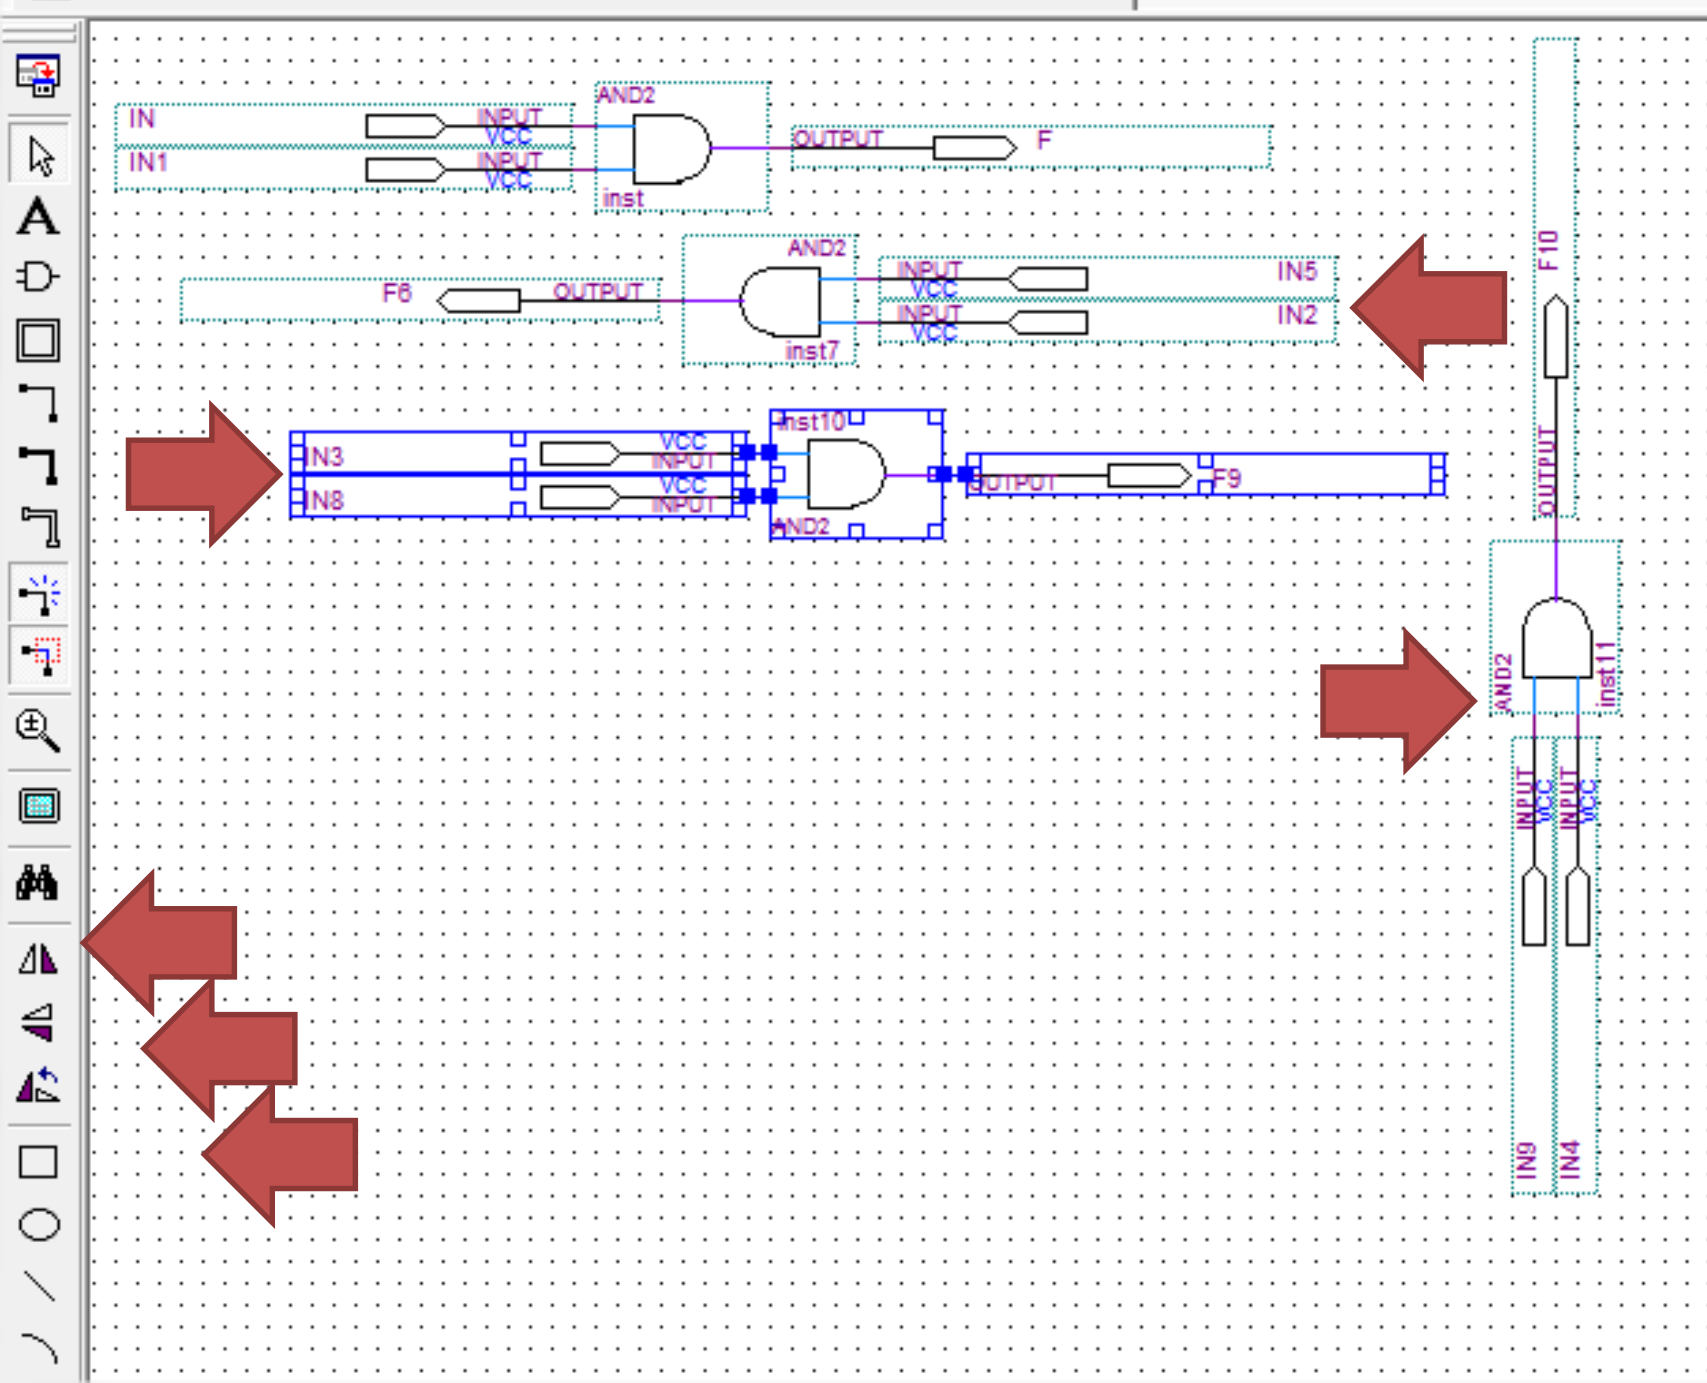 AND2
IN INPUT
VCC
OUTPUT F
IN1 INPUT
VCC
inst
AND2
F6 OUTPUT
INPUT IN5
VCC
INPUT IN2
VCC
inst7
inst10
IN3 VCC
INPUT
IN8 VCC
INPUT
OUTPUT F9
AND2
F10
OUTPUT
AND2
inst11
INPUT
VCC
INPUT
VCC
IN9
IN4
A